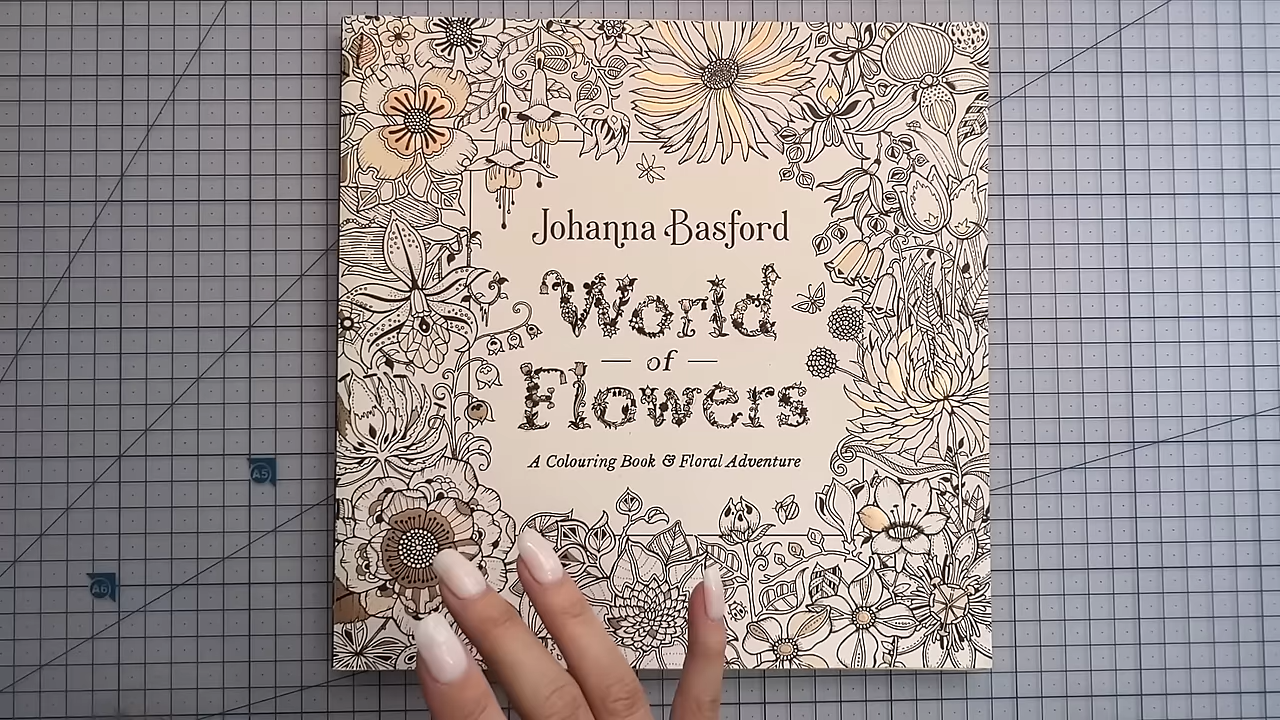 Johanna Basford
World
of
Flowers
A Colouring Book & Floral Adventure
A5
A6